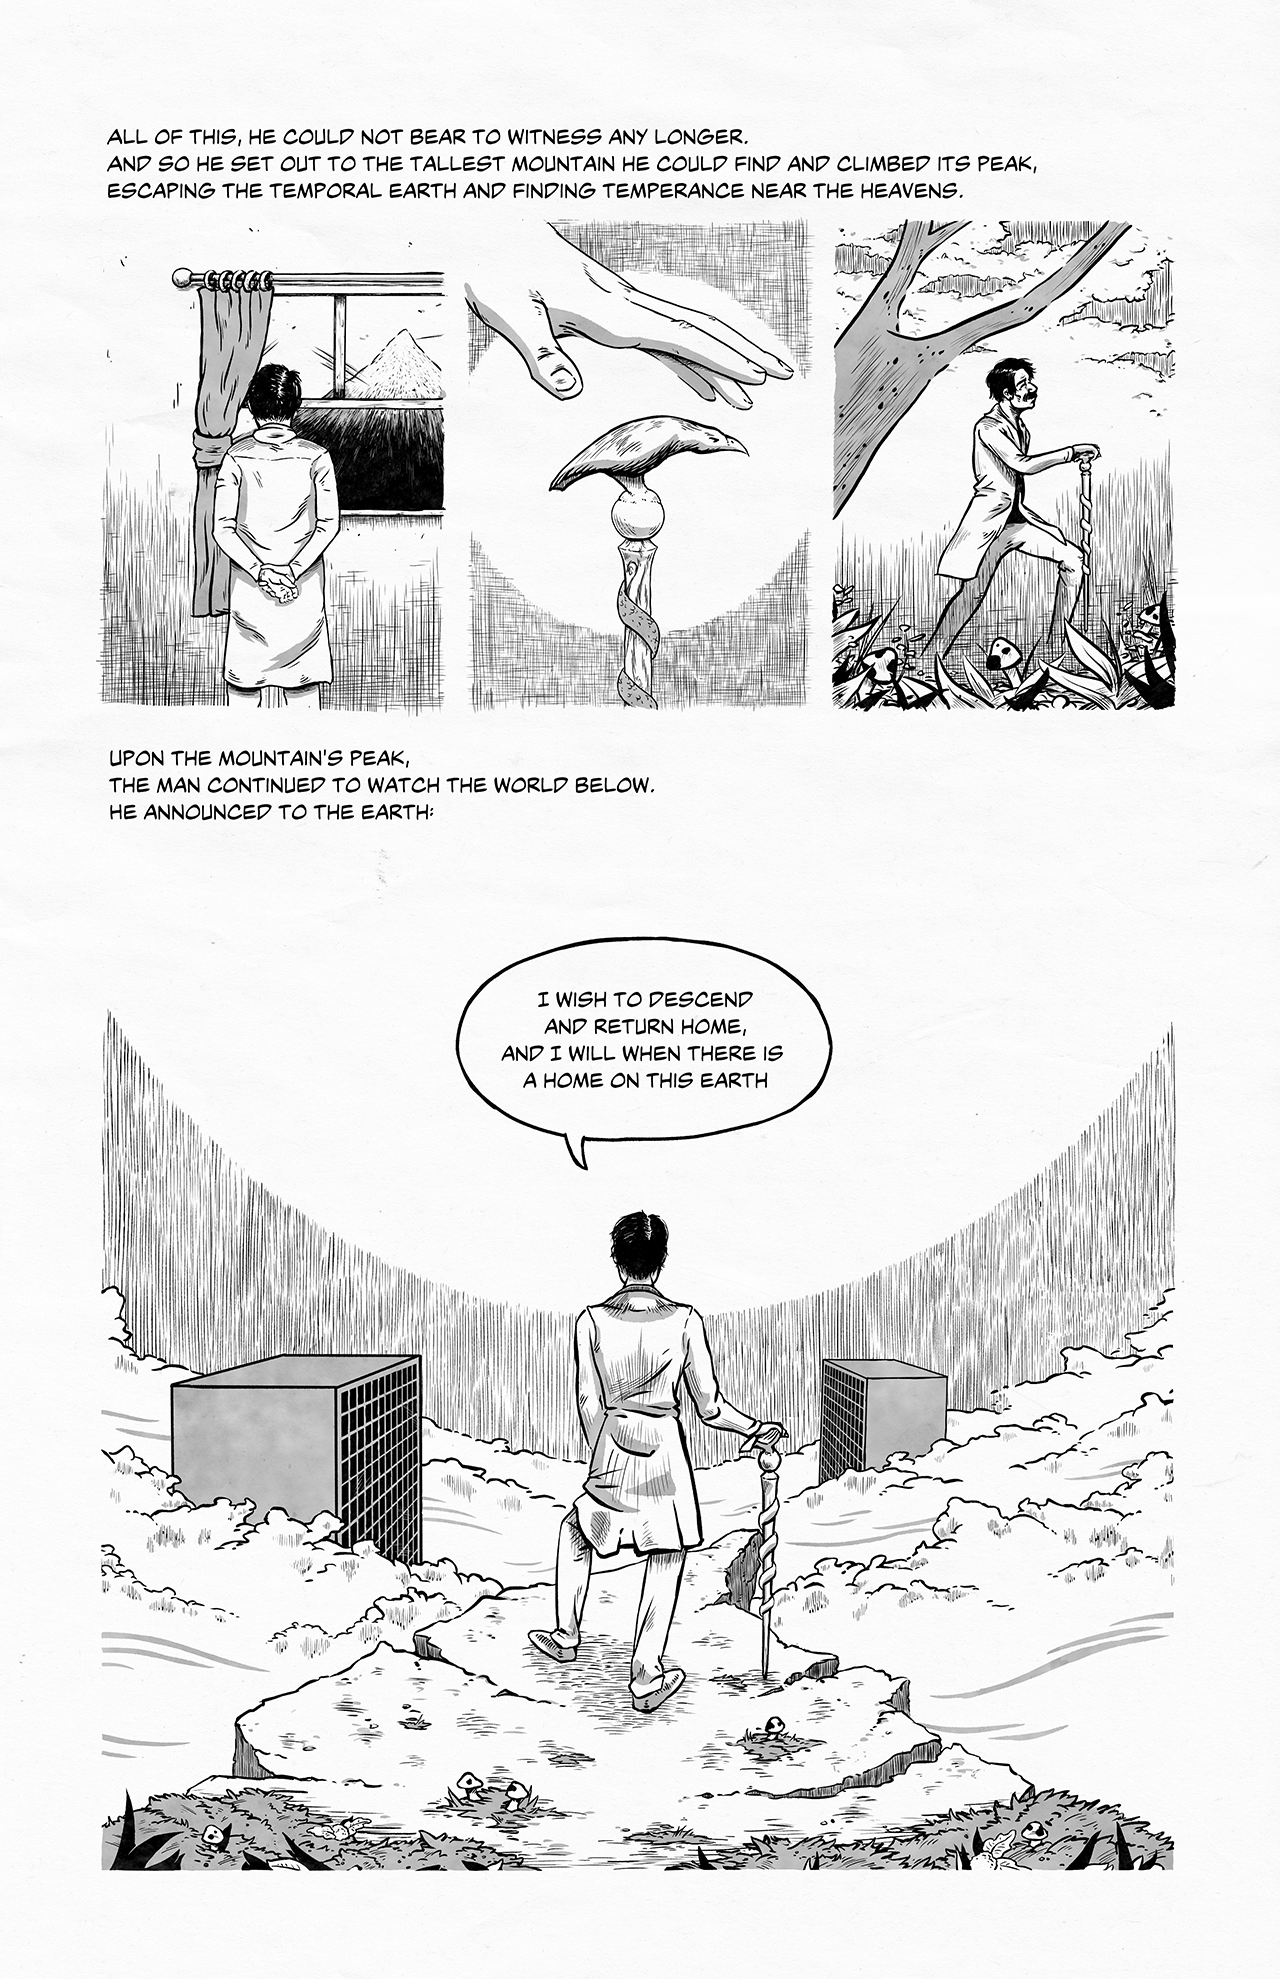 ALL OF THIS, HE COULD NOT BEAR TO WITNESS ANY LONGER.
AND SO HE SET OUT TO THE TALLEST MOUNTAIN HE COULD FIND AND CLIMBED ITS PEAK,
ESCAPING THE TEMPORAL EARTH AND FINDING TEMPERANCE NEAR THE HEAVENS.
UPON THE MOUNTAIN'S PEAK,
THE MAN CONTINUED TO WATCH THE WORLD BELOW.
HE ANNOUNCED TO THE EARTH:
I WISH TO DESCEND
AND RETURN HOME,
AND I WILL WHEN THERE IS
A HOME ON THIS EARTH